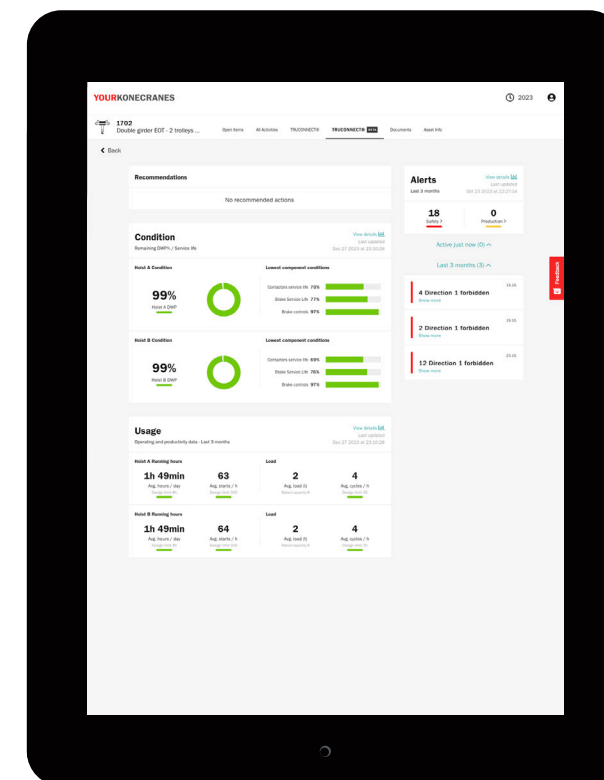 YOURKONECRANES
2023
1702
Double girder EOT - 2 trolleys ...
Open items
All Activities
TRUCONNECT®
TRUCONNECT® BETA
Documents
Asset Info
Back
Recommendations
No recommended actions
Condition
View details
Last updated
Remaining DWP% / Service life
Dec 27 2023 at 23:10:28
Hoist A Condition
Lowest component conditions
99%
Hoist A DWP
Contactors service life 70%
Brake Service Life 77%
Brake controls 97%
Hoist B Condition
Lowest component conditions
99%
Hoist B DWP
Contactors service life 69%
Brake Service Life 76%
Brake controls 97%
Usage
View details
Last updated
Operating and productivity data - Last 3 months
Dec 27 2023 at 23:10:28
Hoist A Running hours
Load
1h 49min
63
2
4
Avg. hours / day
Avg. starts / h
Avg. load (t)
Avg. cycles / h
Hoist B Running hours
Load
1h 49min
64
2
4
Avg. hours / day
Avg. starts / h
Avg. load (t)
Avg. cycles / h
Alerts
View details
Last updated
Last 3 months
18
Safety >
0
Production >
Active just now (0)
Last 3 months (3)
4 Direction 1 forbidden
Show more
2 Direction 1 forbidden
Show more
12 Direction 1 forbidden
Show more
Feedback